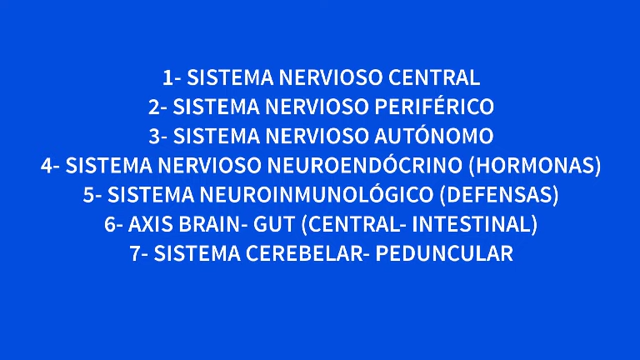 1- SISTEMA NERVIOSO CENTRAL
2- SISTEMA NERVIOSO PERIFÉRICO
3- SISTEMA NERVIOSO AUTÓNOMO
4- SISTEMA NERVIOSO NEUROENDÓCRINO (HORMONAS)
5- SISTEMA NEUROINMUNOLÓGICO (DEFENSAS)
6- AXIS BRAIN- GUT (CENTRAL- INTESTINAL)
7- SISTEMA CEREBELAR- PEDUNCULAR